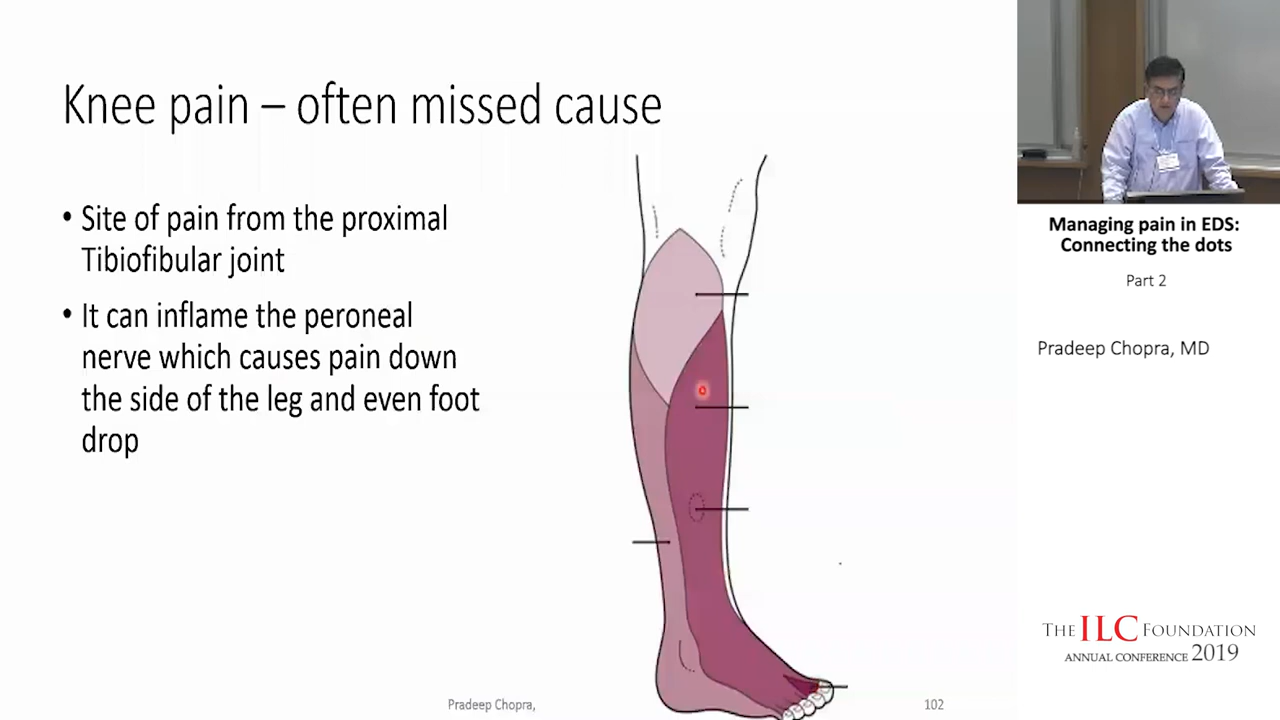 Knee pain – often missed cause
• Site of pain from the proximal
Tibiofibular joint
• It can inflame the peroneal
nerve which causes pain down
the side of the leg and even foot
drop
Pradeep Chopra,
102
Managing pain in EDS:
Connecting the dots
Part 2
Pradeep Chopra, MD
THE ILC FOUNDATION
ANNUAL CONFERENCE 2019